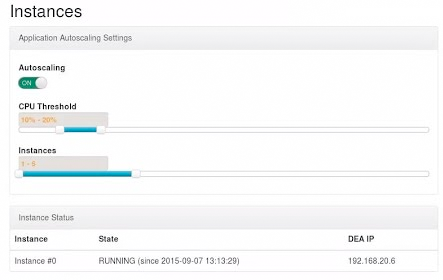 Instances
Application Autoscaling Settings
Autoscaling
ON
CPU Threshold
10% - 20%
Instances
1 - 5
Instance Status
Instance State DEA IP
Instance #0 RUNNING (since 2015-09-07 13:13:29) 192.168.20.6